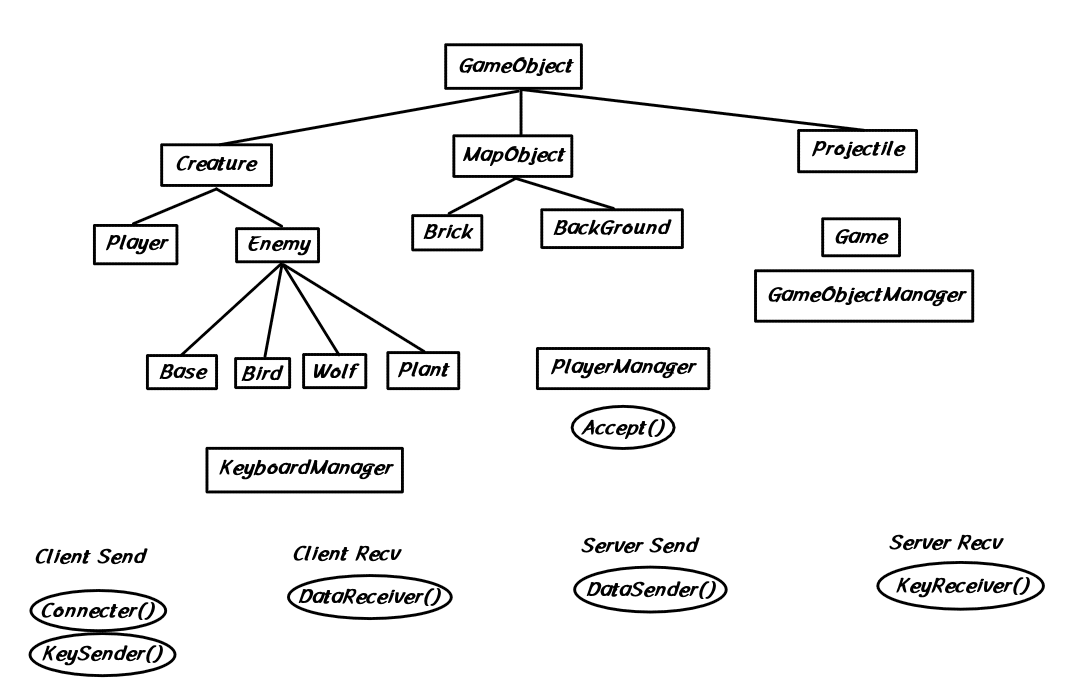 GameObject
Creature
MapObject
Projectile
Player
Enemy
Brick
BackGround
Game
GameObjectManager
Base
Bird
Wolf
Plant
PlayerManager
Accept()
KeyboardManager
Client Send
Client Recv
Server Send
Server Recv
Connecter()
DataReceiver()
DataSender()
KeyReceiver()
KeySender()